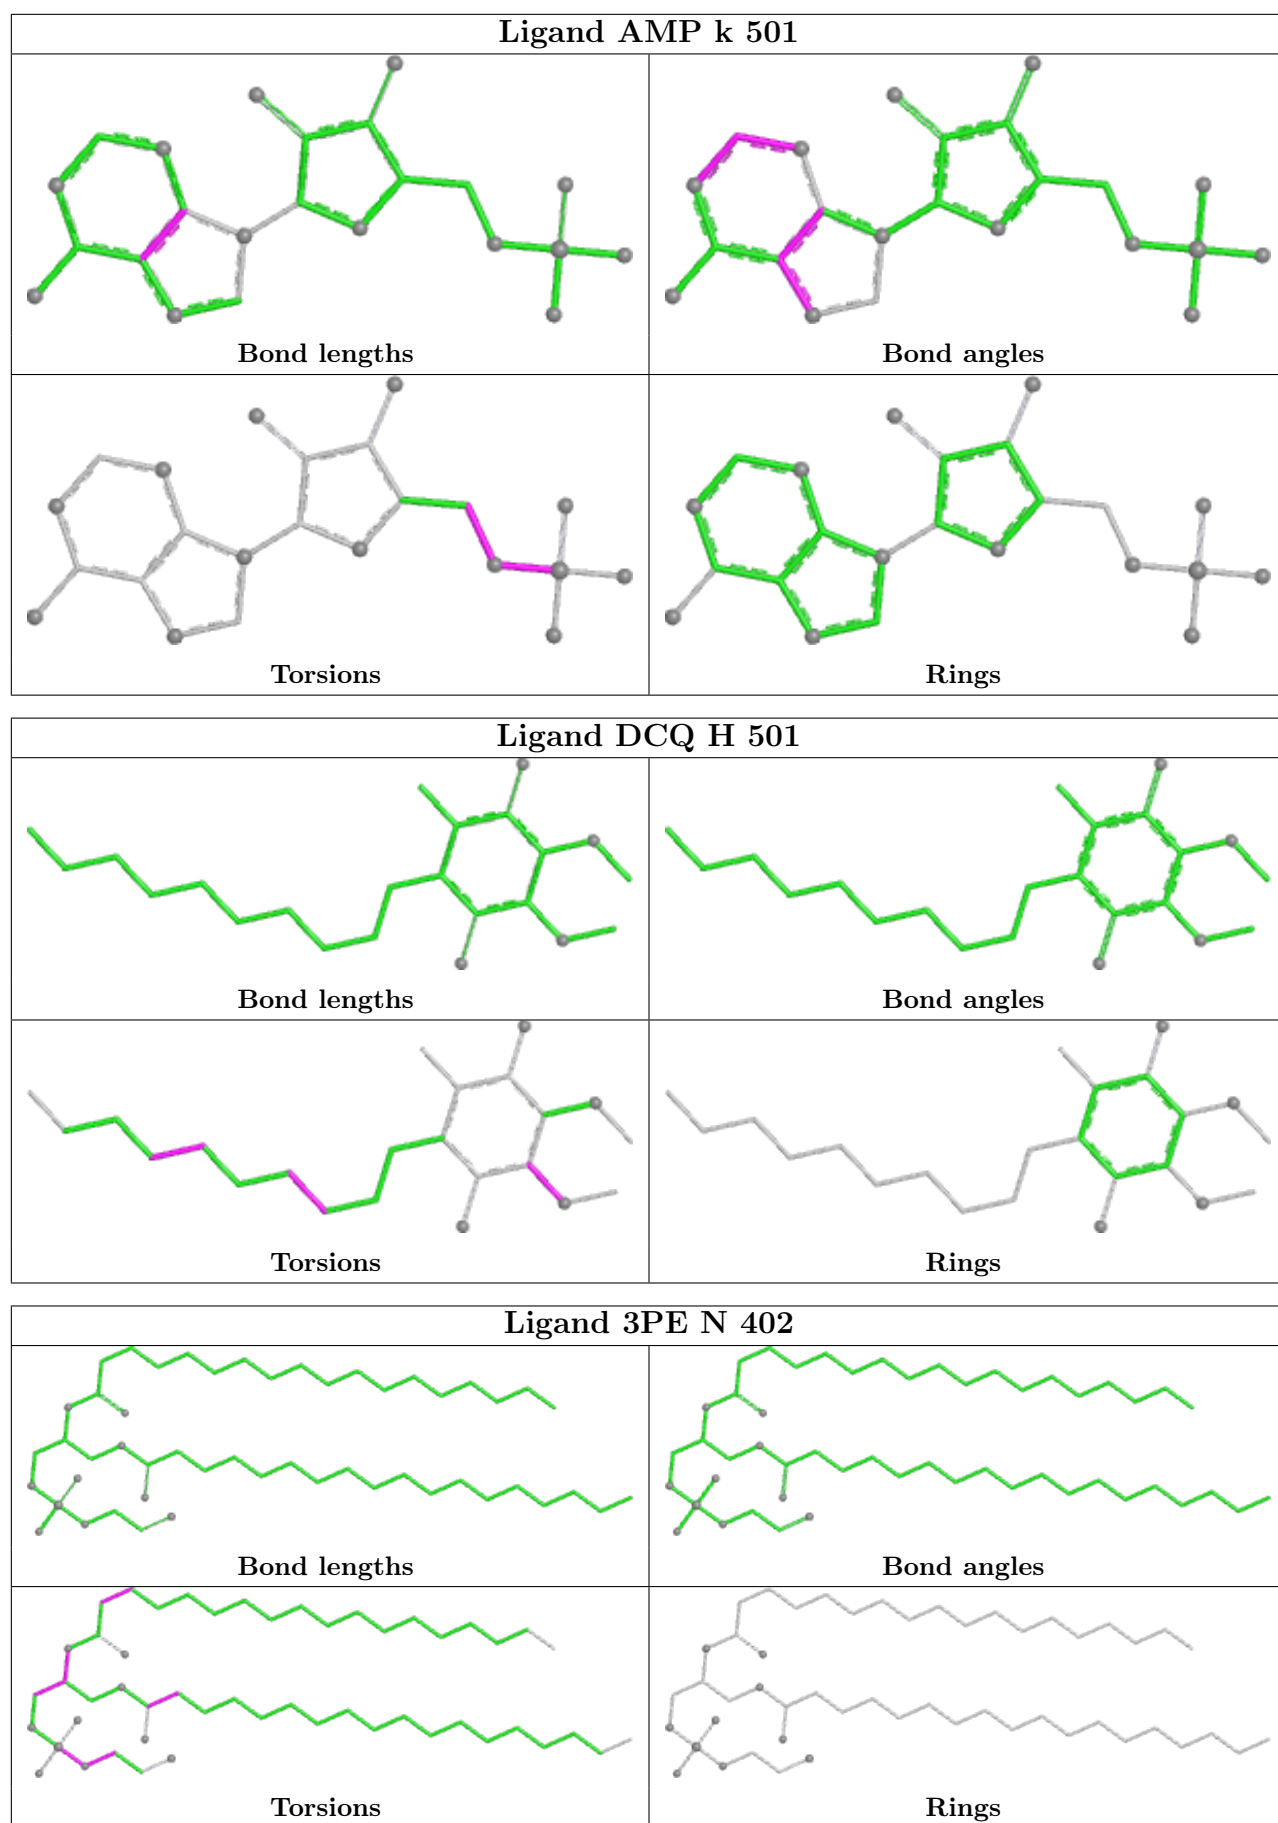 Ligand AMP k 501
Bond lengths
Bond angles
Torsions
Rings
Ligand DCQ H 501
Bond lengths
Bond angles
Torsions
Rings
Ligand 3PE N 402
Bond lengths
Bond angles
Torsions
Rings